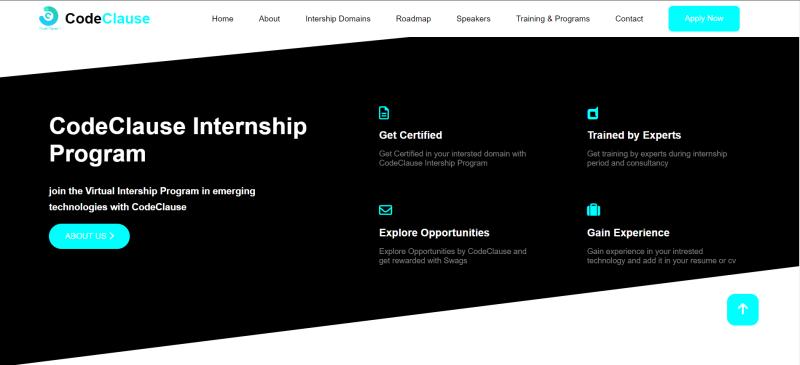 CodeClause
Home
About
Intership Domains
Roadmap
Speakers
Training & Programs
Contact
Apply Now
CodeClause Internship
Program
join the Virtual Intership Program in emerging
technologies with CodeClause
ABOUT US
Get Certified
Get Certified in your intersted domain with
CodeClause Intership Program
Trained by Experts
Get training by experts during internship
period and consultancy
Explore Opportunities
Explore Opportunities by CodeClause and
get rewarded with Swags
Gain Experience
Gain experience in your intrested
technology and add it in your resume or cv